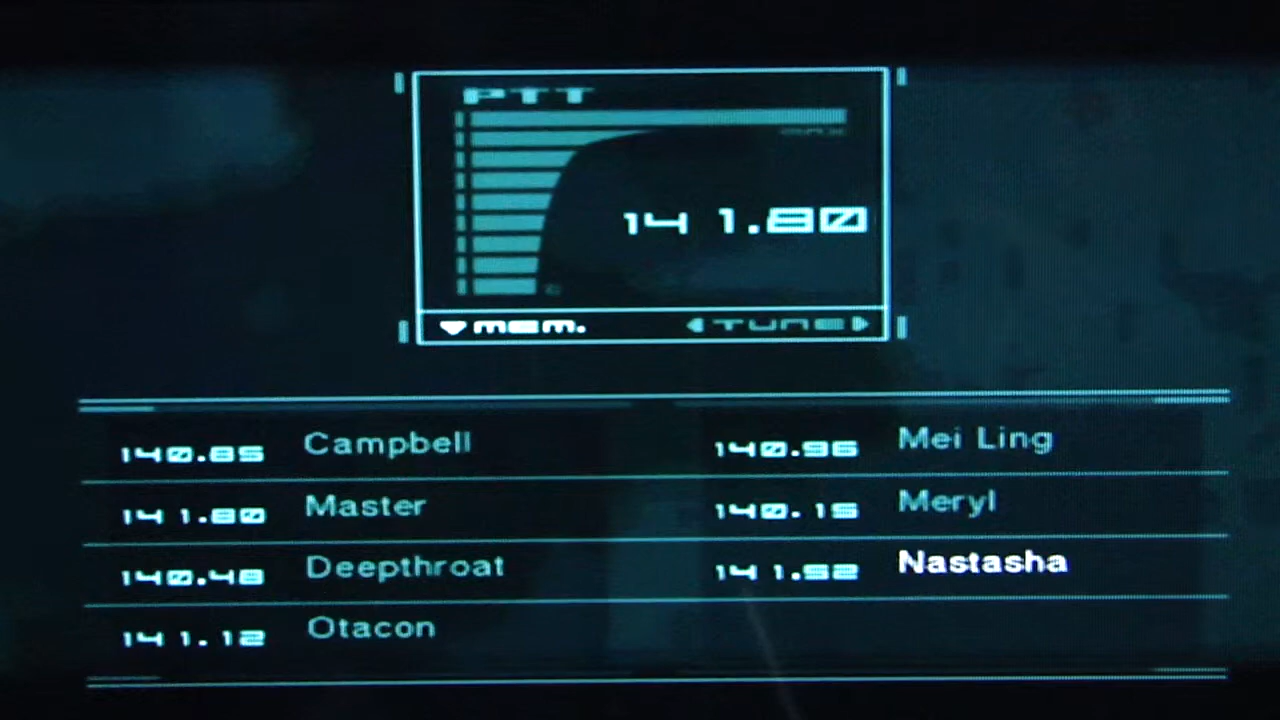 PTT
141.80
mem. TUNE
140.85 Campbell 140.96 Mei Ling
141.80 Master 140.15 Meryl
140.48 Deepthroat 141.52 Nastasha
141.12 Otacon